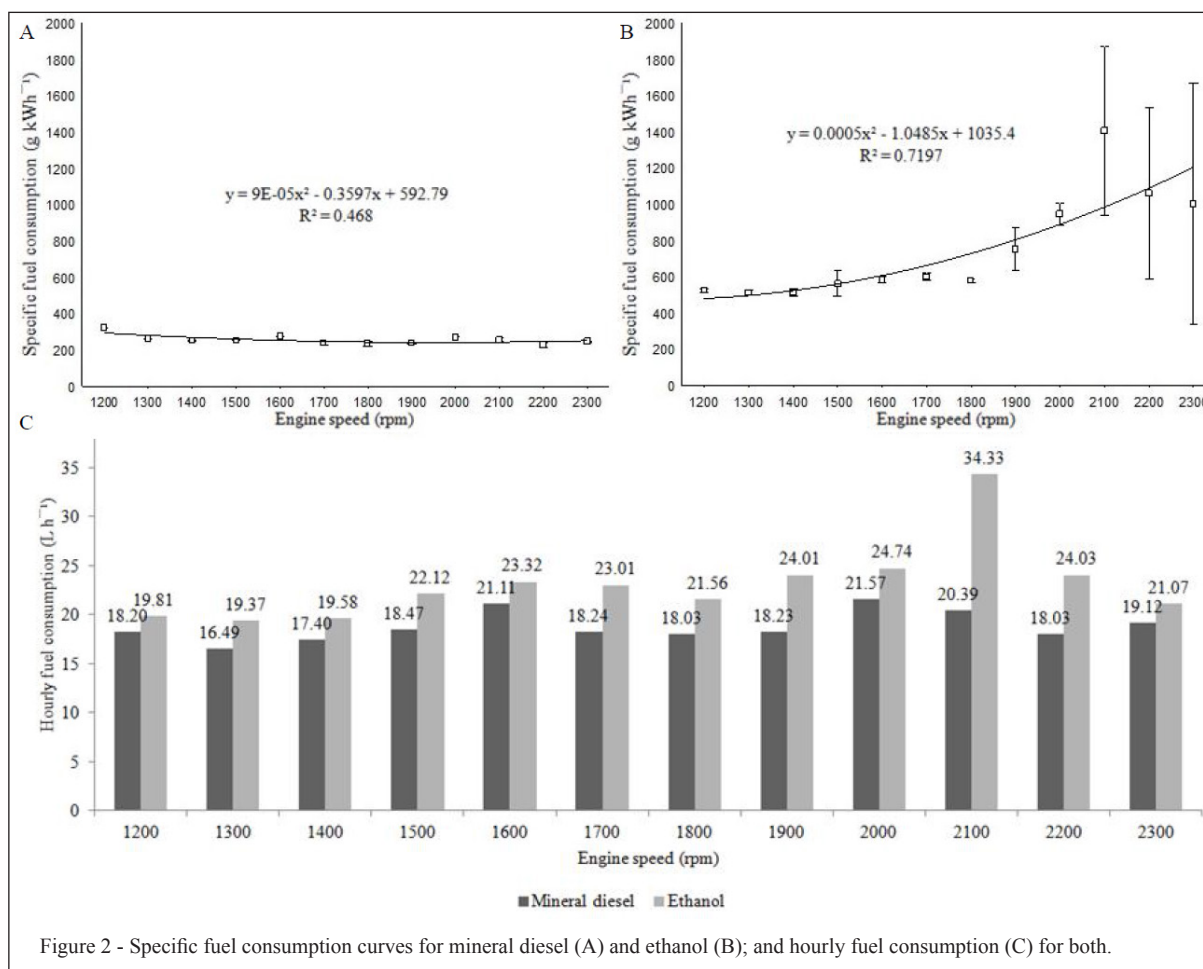 A
Specific fuel consumption (g kWh⁻¹)
2000
1800
1600
1400
1200
1000
800
600
400
200
0
y = 9E-05x² - 0.3597x + 592.79
R² = 0.468
1200 1300 1400 1500 1600 1700 1800 1900 2000 2100 2200 2300
Engine speed (rpm)
B
Specific fuel consumption (g kWh⁻¹)
2000
1800
1600
1400
1200
1000
800
600
400
200
0
y = 0.0005x² - 1.0485x + 1035.4
R² = 0.7197
1200 1300 1400 1500 1600 1700 1800 1900 2000 2100 2200 2300
Engine speed (rpm)
C
Hourly fuel consumption (L h⁻¹)
35
30
25
20
15
10
5
0
18.20 19.81
16.49 19.37
17.40 19.58
18.47 22.12
21.11 23.32
18.24 23.01
18.03 21.56
18.23 24.01
21.57 24.74
20.39 34.33
18.03 24.03
19.12 21.07
1200 1300 1400 1500 1600 1700 1800 1900 2000 2100 2200 2300
Engine speed (rpm)
Mineral diesel Ethanol
Figure 2 - Specific fuel consumption curves for mineral diesel (A) and ethanol (B); and hourly fuel consumption (C) for both.